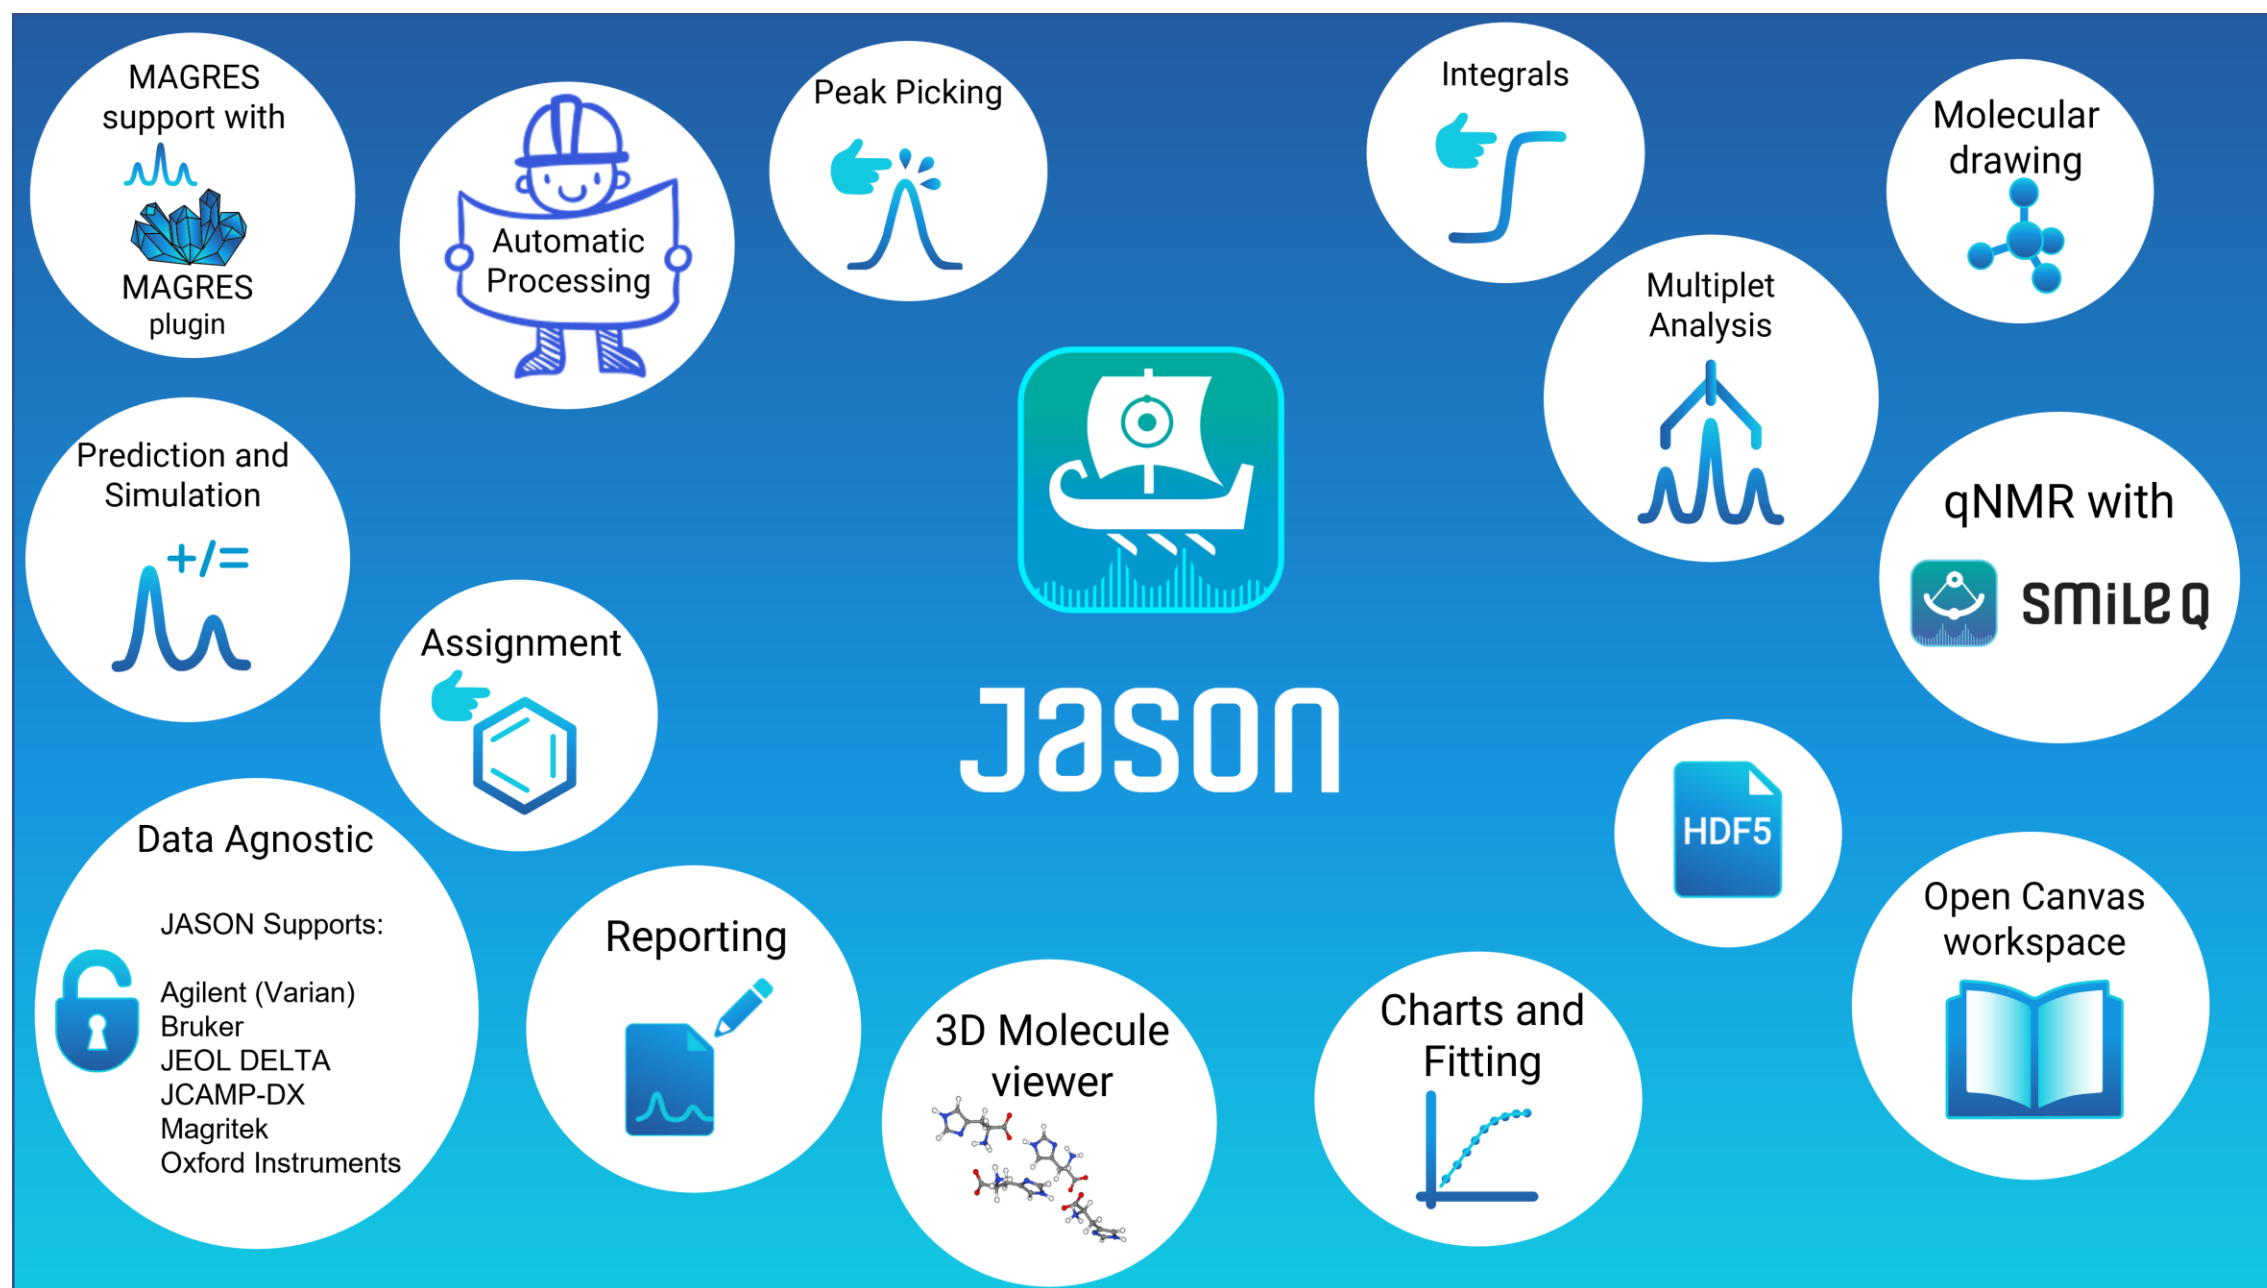 MAGRES
support with
MAGRES
plugin
Automatic
Processing
Peak Picking
Integrals
Molecular
drawing
Multiplet
Analysis
Prediction and
Simulation
+/=
qNMR with
smileQ
Assignment
Jason
Data Agnostic
JASON Supports:
Agilent (Varian)
Bruker
JEOL DELTA
JCAMP-DX
Magritek
Oxford Instruments
Reporting
3D Molecule
viewer
Charts and
Fitting
HDF5
Open Canvas
workspace